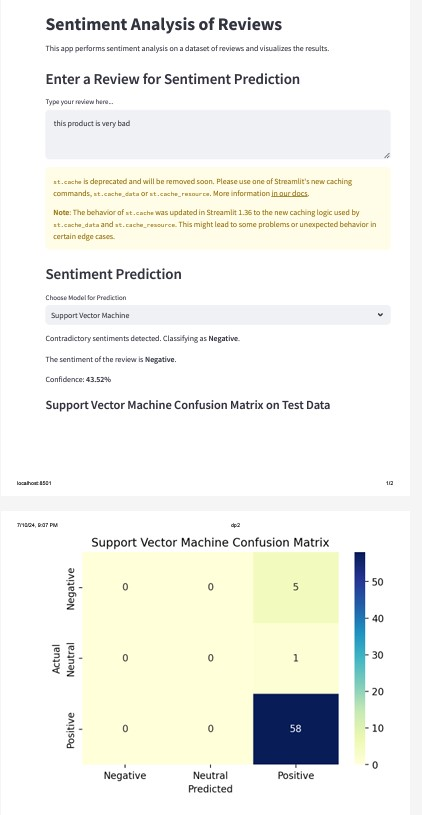 Sentiment Analysis of Reviews
This app performs sentiment analysis on a dataset of reviews and visualizes the results.
Enter a Review for Sentiment Prediction
Type your review here...
this product is very bad
st.cache is deprecated and will be removed soon. Please use one of Streamlit's new caching
commands, st.cache_data or st.cache_resource. More information in our docs.
Note: The behavior of st.cache was updated in Streamlit 1.36 to the new caching logic used by
st.cache_data and st.cache_resource. This might lead to some problems or unexpected behavior in
certain edge cases.
Sentiment Prediction
Choose Model for Prediction
Support Vector Machine
Contradictory sentiments detected. Classifying as Negative.
The sentiment of the review is Negative.
Confidence: 43.52%
Support Vector Machine Confusion Matrix on Test Data
localhost:8501 1/2
7/10/24, 9:07 PM dp2
Support Vector Machine Confusion Matrix
Negative 0 0 5
Actual
Neutral 0 0 1
Positive 0 0 58
50
40
30
20
10
0
Negative Neutral Positive
Predicted